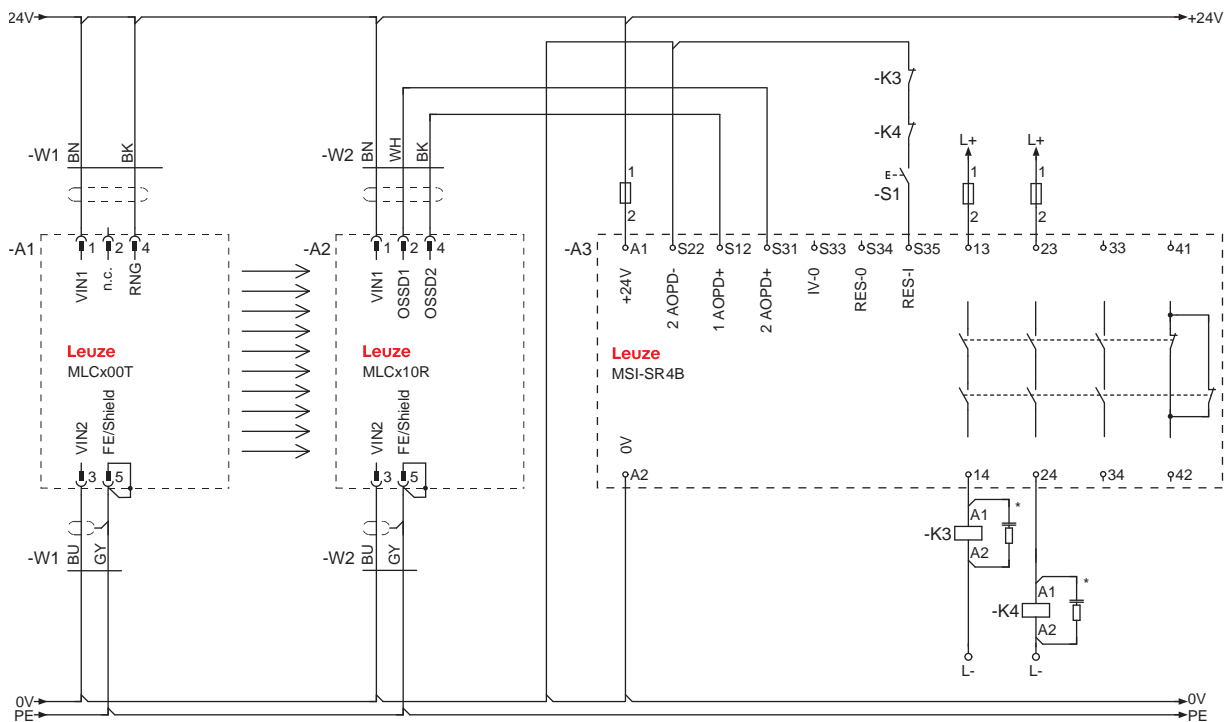 24V
+24V
-K3
-K4
-S1
E
-W1
BN
BK
-W2
BN
WH
BK
L+
L+
1
2
1
2
1
2
-A1
1
2
4
VIN1
n.c.
RNG
Leuze
MLCx00T
VIN2
FE/Shield
3
5
-A2
1
2
4
VIN1
OSSD1
OSSD2
Leuze
MLCx10R
VIN2
FE/Shield
3
5
-A3
A1
S22
S12
S31
S33
S34
S35
13
23
33
41
+24V
2 AOPD-
1 AOPD+
2 AOPD+
IV-0
RES-0
RES-I
Leuze
MSI-SR4B
0V
A2
14
24
34
42
-W1
BU
GY
-W2
BU
GY
-K3
A1
A2
*
-K4
A1
A2
*
L-
L-
0V
0V
PE
PE